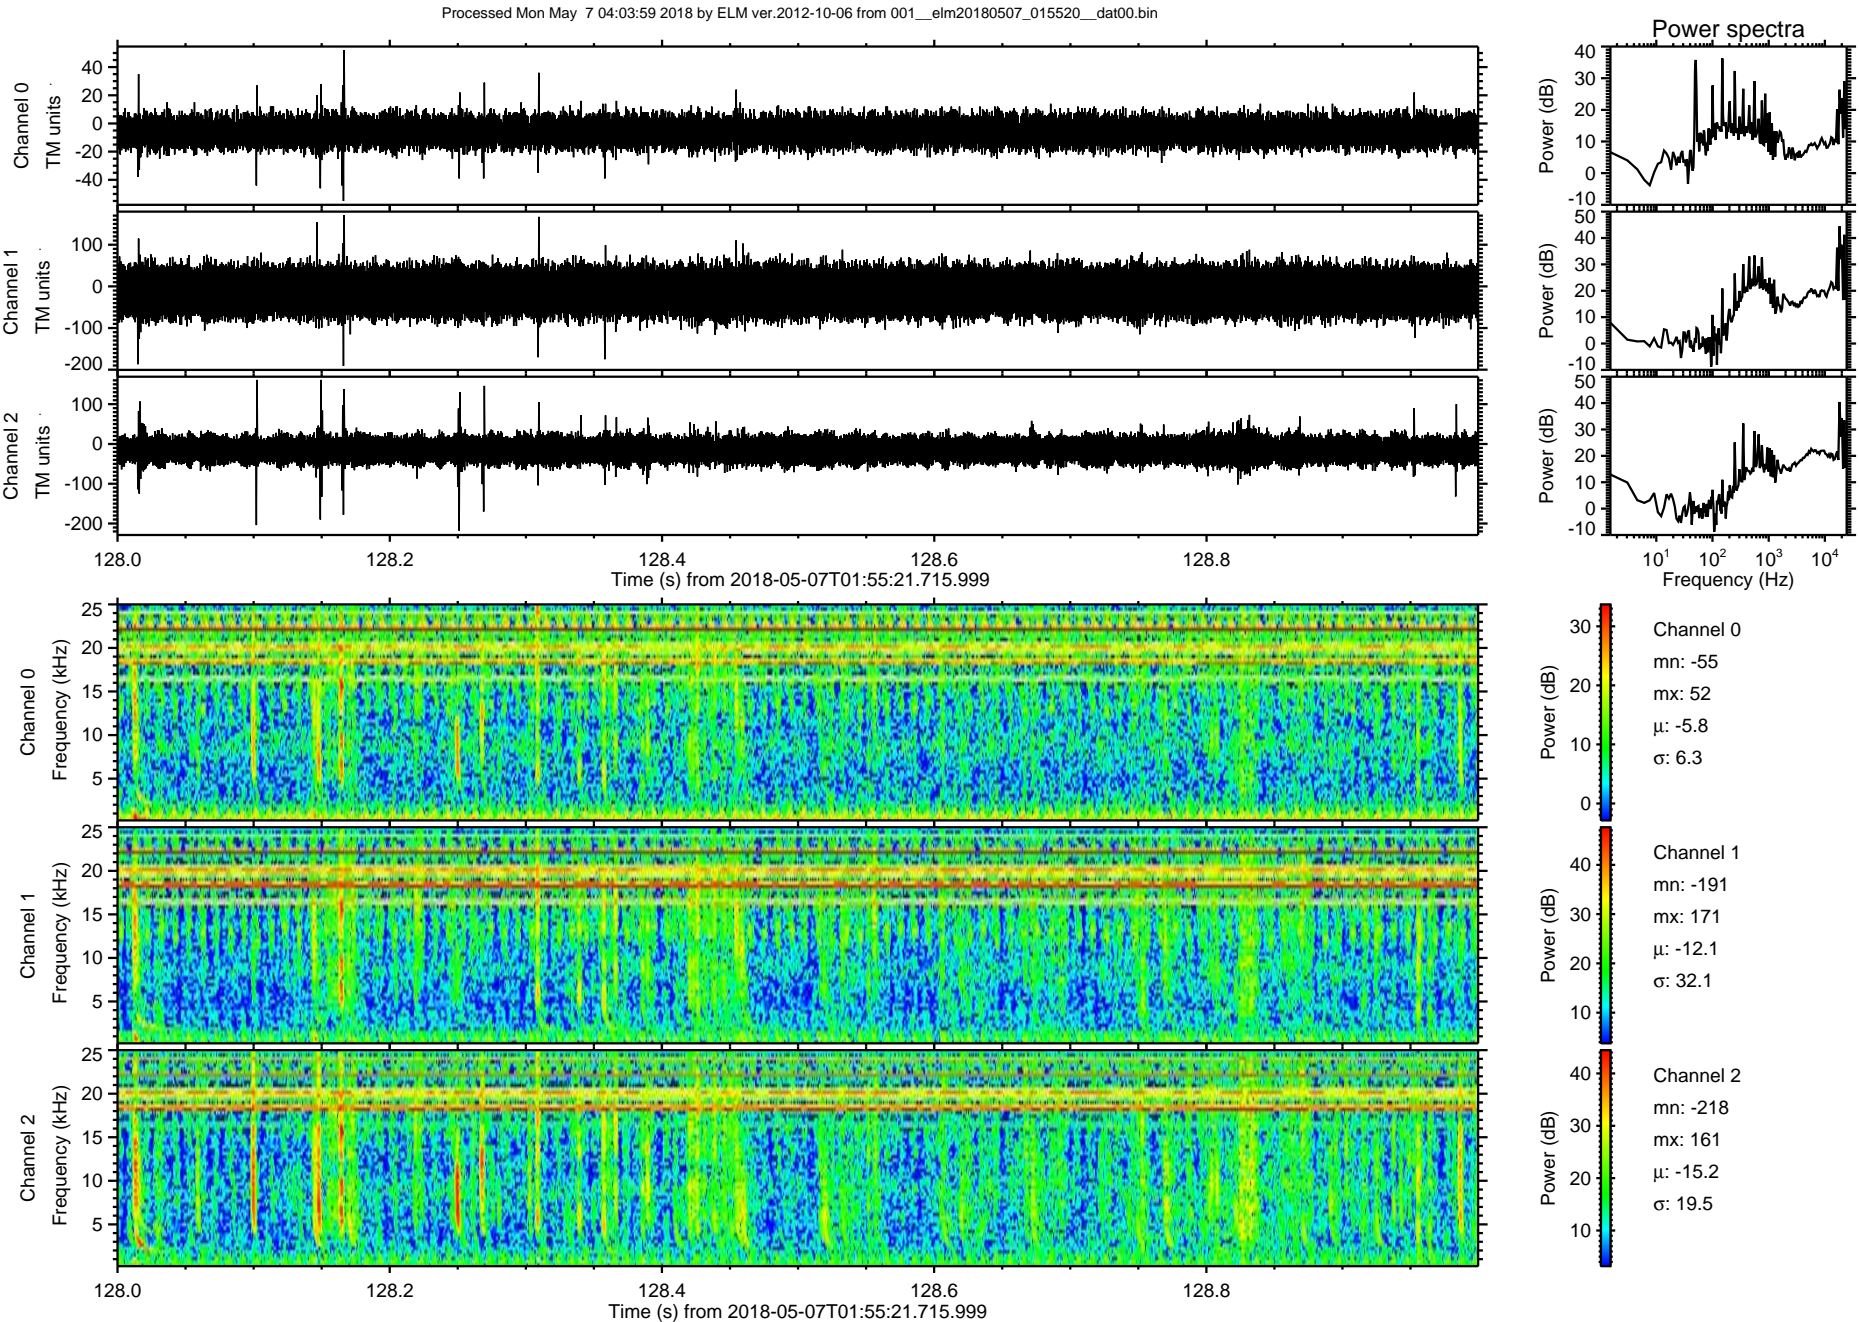 Processed Mon May  7 04:03:59 2018 by ELM ver.2012-10-06 from 001__elm20180507_015520__dat00.bin
Power spectra
Channel 0
TM units
40
20
0
-20
-40
Power (dB)
40
30
20
10
0
-10
Channel 1
TM units
100
0
-100
-200
Power (dB)
50
40
30
20
10
0
-10
Channel 2
TM units
100
0
-100
-200
Power (dB)
50
40
30
20
10
0
-10
128.0 128.2 128.4 128.6 128.8
Time (s) from 2018-05-07T01:55:21.715.999
10^1 10^2 10^3 10^4
Frequency (Hz)
Channel 0
Frequency (kHz)
25
20
15
10
5
Power (dB)
30
20
10
0
Channel 0
mn: -55
mx: 52
μ: -5.8
σ: 6.3
Channel 1
Frequency (kHz)
25
20
15
10
5
Power (dB)
40
30
20
10
Channel 1
mn: -191
mx: 171
μ: -12.1
σ: 32.1
Channel 2
Frequency (kHz)
25
20
15
10
5
Power (dB)
40
30
20
10
Channel 2
mn: -218
mx: 161
μ: -15.2
σ: 19.5
128.0 128.2 128.4 128.6 128.8
Time (s) from 2018-05-07T01:55:21.715.999